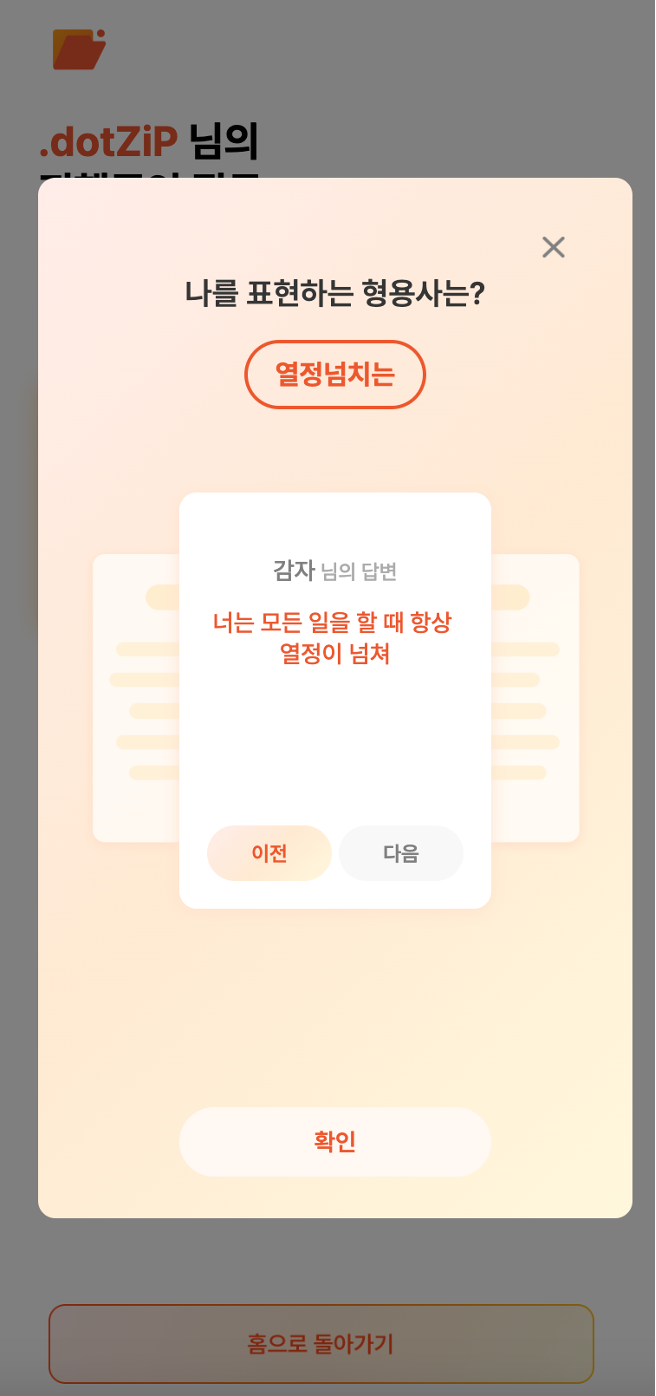 .dotZiP 님의
나를 표현하는 형용사는?
열정넘치는
감자 님의 답변
너는 모든 일을 할 때 항상
열정이 넘쳐
이전
다음
확인
홈으로 돌아가기